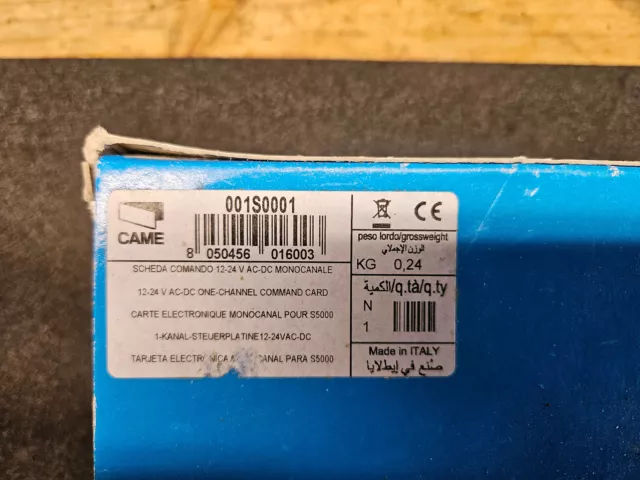 001S0001
CAME
8 050456 016003
SCHEDA COMANDO 12-24 V AC-DC MONOCANALE
12-24 V AC-DC ONE-CHANNEL COMMAND CARD
CARTE ELECTRONIQUE MONOCANAL POUR S5000
1-KANAL-STEUERPLATINE12-24VAC-DC
TARJETA ELECTRONICA CANAL PARA S5000
CE
peso lordo/grossweight
الوزن الإجمالي
KG 0,24
الكمية/q.tà/q.ty
N
1
Made in ITALY
صنع في إيطاليا